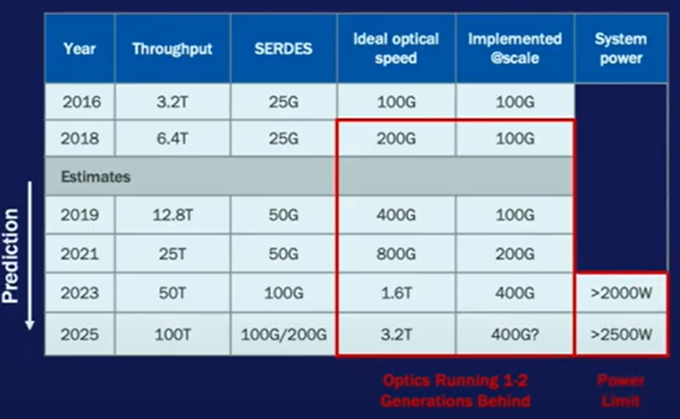 Year Throughput SERDES Ideal optical speed Implemented @scale System power
2016 3.2T 25G 100G 100G
2018 6.4T 25G 200G 100G
Estimates
2019 12.8T 50G 400G 100G
2021 25T 50G 800G 200G
2023 50T 100G 1.6T 400G >2000W
2025 100T 100G/200G 3.2T 400G? >2500W
Prediction
Optics Running 1-2 Power
Generations Behind Limit